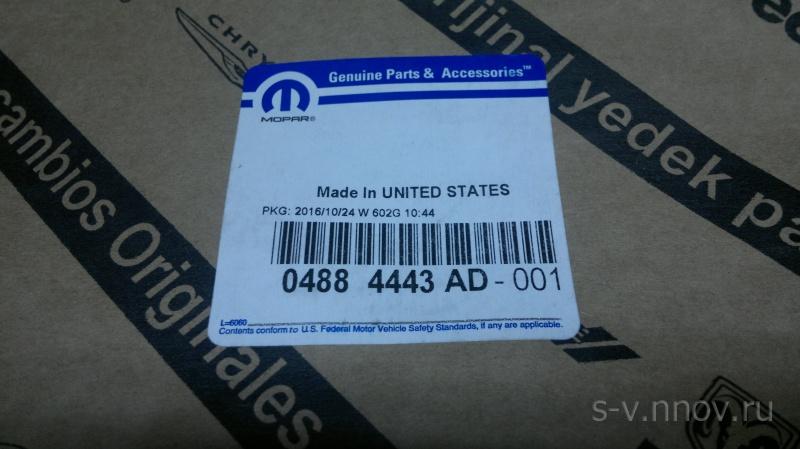 CHRY
Genuine Parts & Accessories™
MOPAR®
Made In UNITED STATES
PKG: 2016/10/24 W 602G 10:44
0488 4443 AD - 001
L=6060
Contents conform to U.S. Federal Motor Vehicle Safety Standards, if any are applicable.
cambios Originales
rijinal yedek pa
s-v.nnov.ru